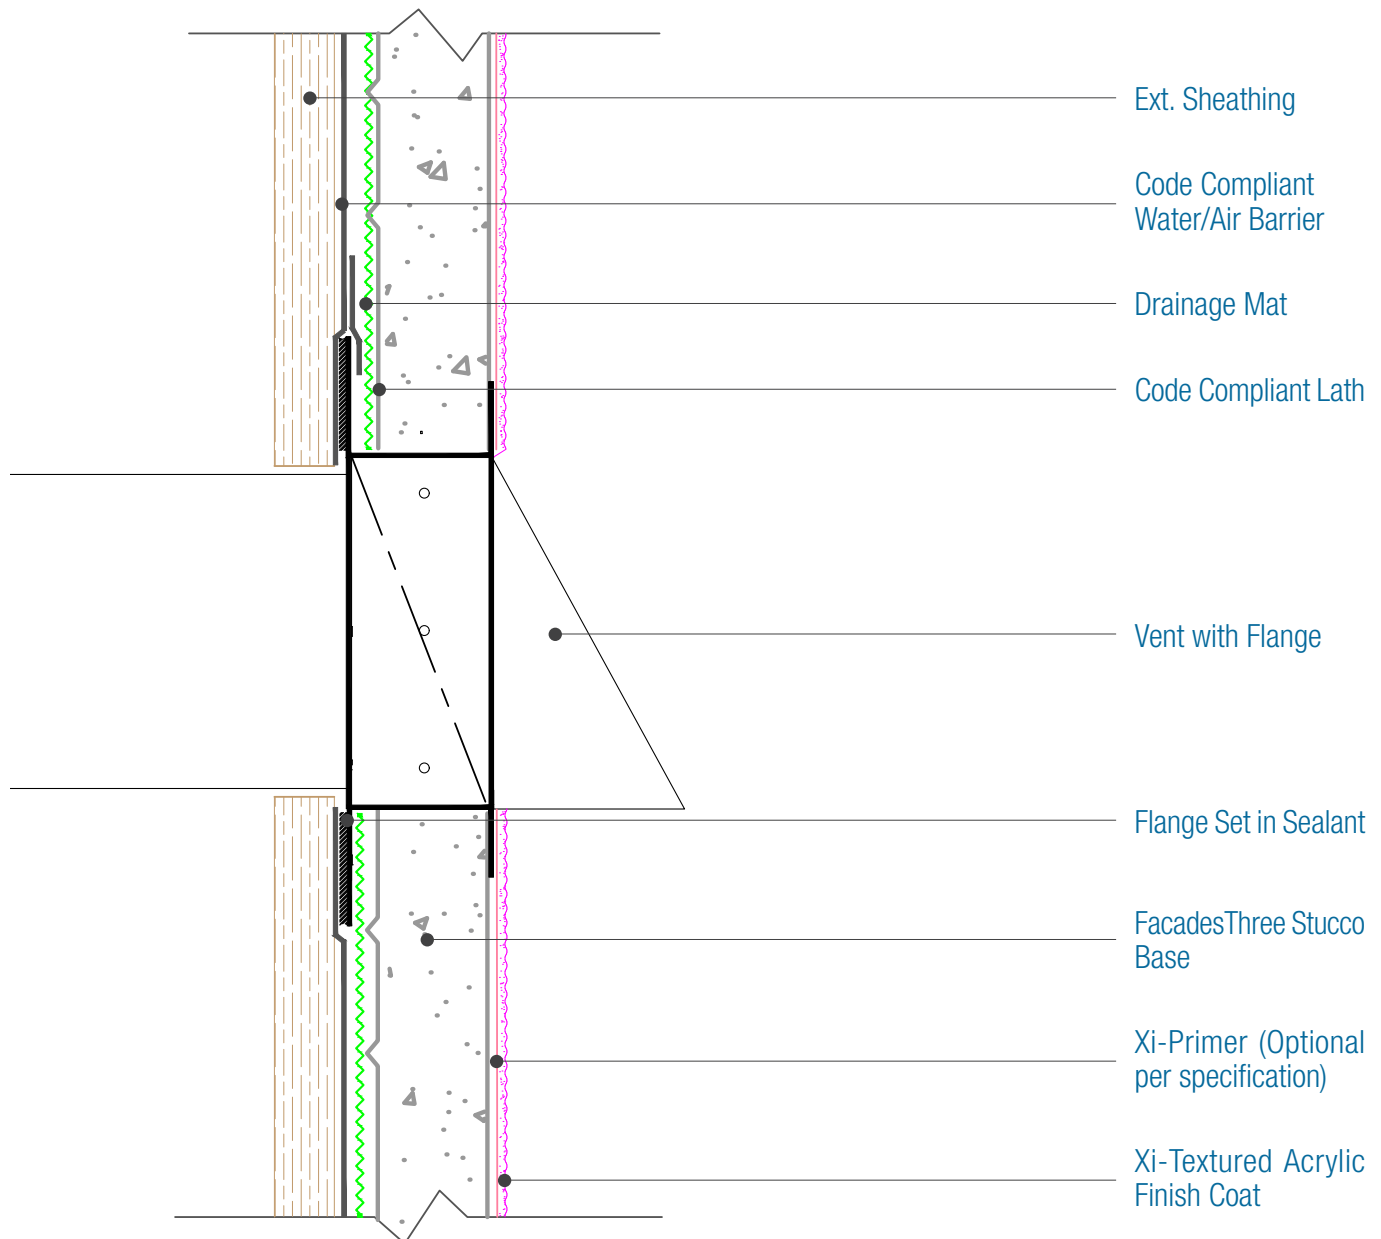 Ext. Sheathing
Code Compliant
Water/Air Barrier
Drainage Mat
Code Compliant Lath
Vent with Flange
Flange Set in Sealant
FacadesThree Stucco
Base
Xi-Primer (Optional
per specification)
Xi-Textured Acrylic
Finish Coat